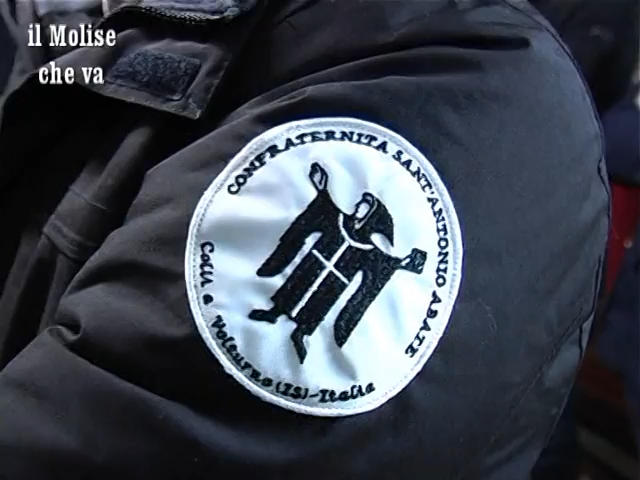 il Molise
che va
CONFRATERNITA SANT'ANTONIO ABATE
Colli a Volturno (IS)-Italia